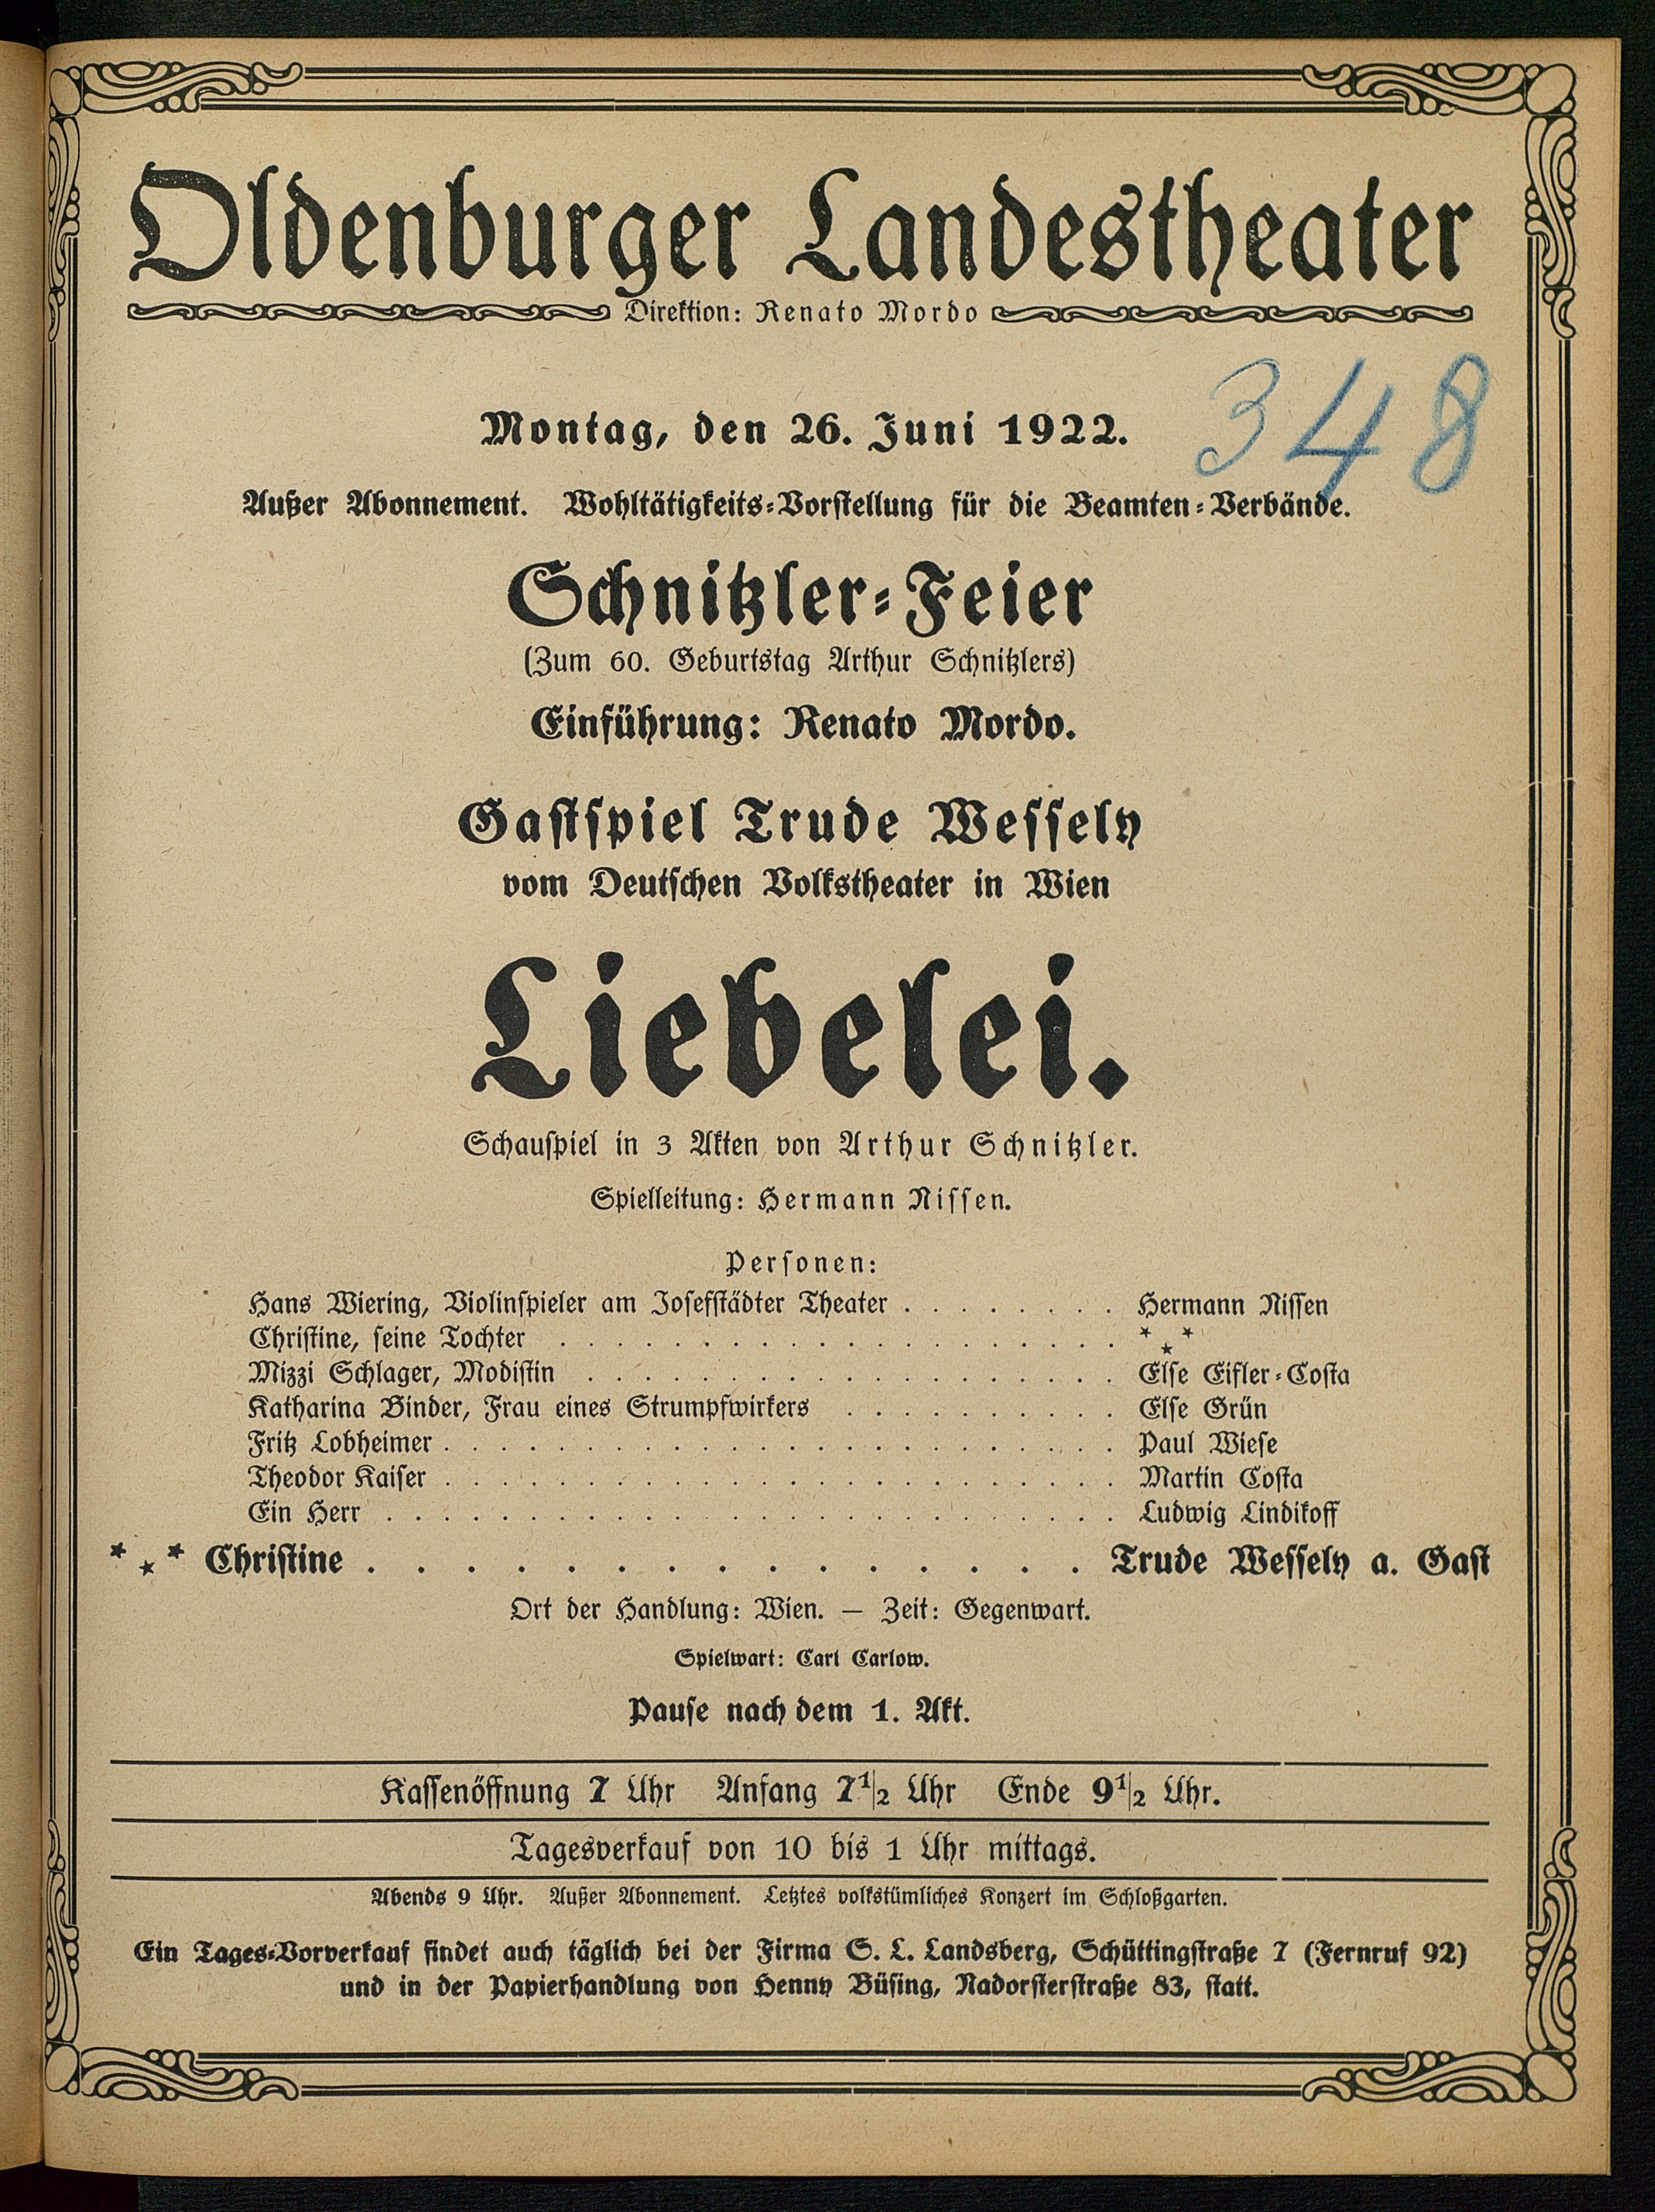 Oldenburger Landestheater
Direktion: Renato Mordo
348
Montag, den 26. Juni 1922.
Außer Abonnement. Wohltätigkeits-Vorstellung für die Beamten-Verbände.
Schnitzler-Feier
(Zum 60. Geburtstag Arthur Schnitzlers)
Einführung: Renato Mordo.
Gastspiel Trude Wessely
vom Deutschen Volkstheater in Wien
Liebelei.
Schauspiel in 3 Akten von Arthur Schnitzler.
Spielleitung: Hermann Nissen.
Personen:
Hans Wiering, Violinspieler am Josefstädter Theater . . . . . . . . Hermann Nissen
Christine, seine Tochter . . . . . . . . . . . . . . . . . . . . * * *
Mizzi Schlager, Modistin . . . . . . . . . . . . . . . . . . . Else Eifler-Costa
Katharina Binder, Frau eines Strumpfwirkers . . . . . . . . . . Else Grün
Fritz Lobheimer . . . . . . . . . . . . . . . . . . . . . . . . Paul Wiese
Theodor Kaiser . . . . . . . . . . . . . . . . . . . . . . . . Martin Costa
Ein Herr . . . . . . . . . . . . . . . . . . . . . . . . . . Ludwig Lindikoff
* * * Christine . . . . . . . . . . . . . . . . Trude Wessely a. Gast
Ort der Handlung: Wien. — Zeit: Gegenwart.
Spielwart: Carl Carlow.
Pause nach dem 1. Akt.
Kassenöffnung 7 Uhr Anfang 7 1/2 Uhr Ende 9 1/2 Uhr.
Tagesverkauf von 10 bis 1 Uhr mittags.
Abends 9 Uhr. Außer Abonnement. Letztes volkstümliches Konzert im Schloßgarten.
Ein Tages-Vorverkauf findet auch täglich bei der Firma S. L. Landsberg, Schüttingstraße 7 (Fernruf 92)
und in der Papierhandlung von Henny Büsing, Nadorsterstraße 83, statt.